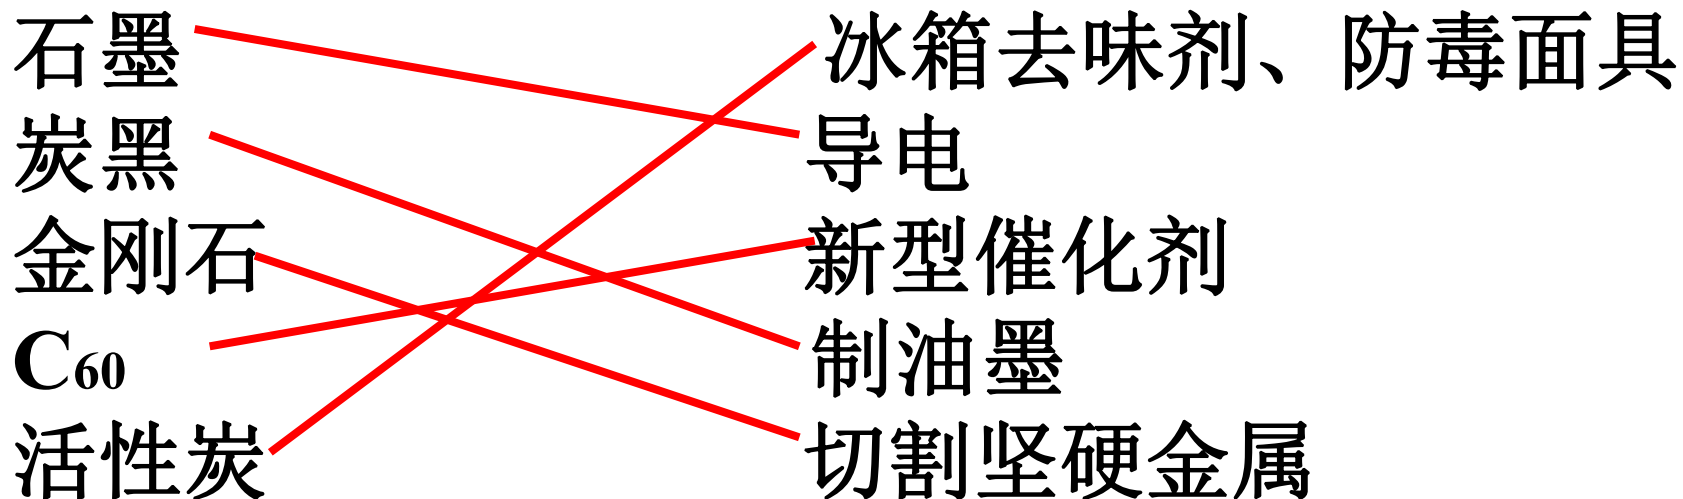 石墨 冰箱去味剂、防毒面具
炭黑 导电
金刚石 新型催化剂
C₆₀ 制油墨
活性炭 切割坚硬金属